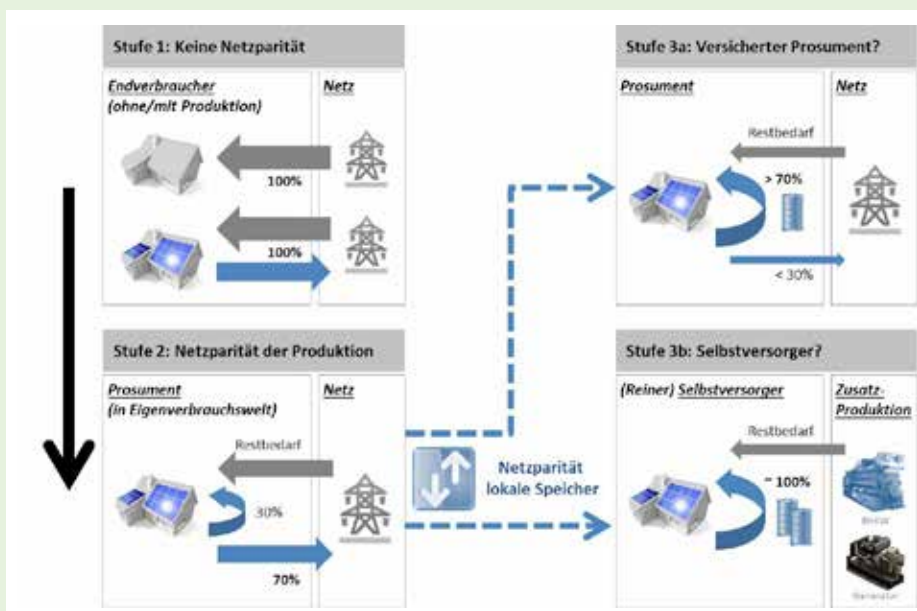 Stufe 1: Keine Netzparität
Endverbraucher
(ohne/mit Produktion)
Netz
100%
100%
Stufe 2: Netzparität der Produktion
Prosument
(in Eigenverbrauchswelt)
Netz
Restbedarf
30%
70%
Netzparität
lokale Speicher
Stufe 3a: Versicherter Prosument?
Prosument
Netz
Restbedarf
> 70%
< 30%
Stufe 3b: Selbstversorger?
(Reiner) Selbstversorger
Zusatz-
Produktion
Restbedarf
~ 100%
Generator